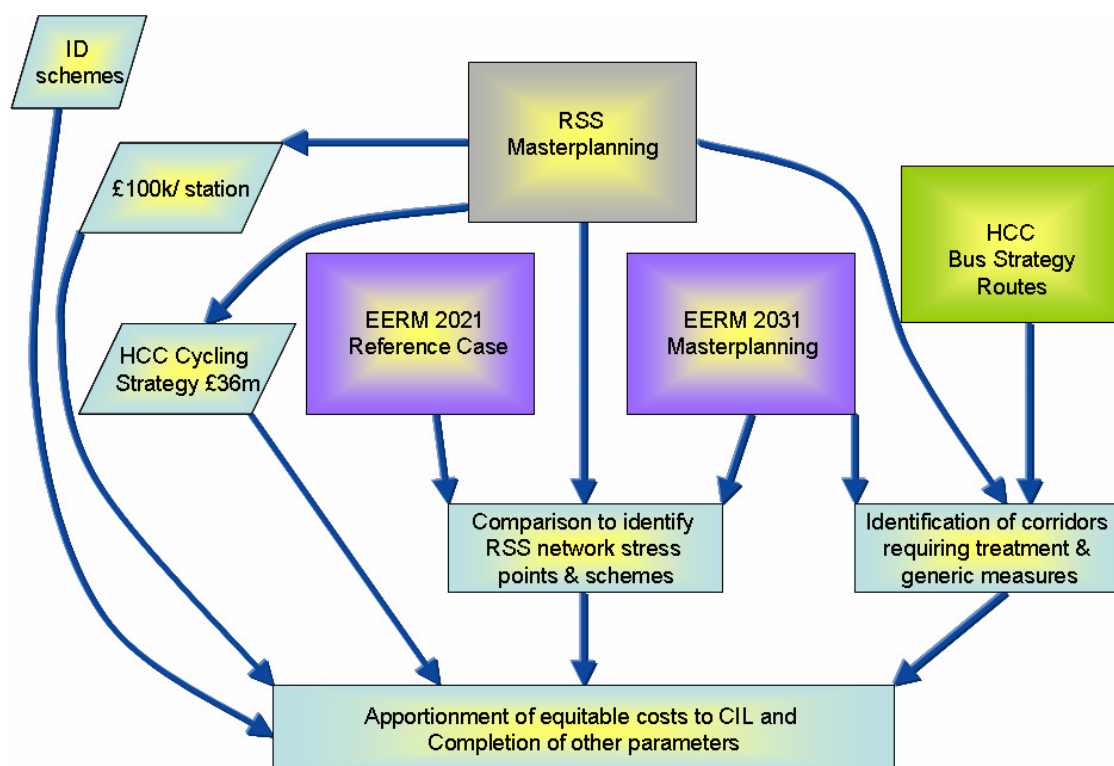 ID
schemes
RSS
Masterplanning
£100k/ station
HCC
Bus Strategy
Routes
EERM 2021
Reference Case
EERM 2031
Masterplanning
HCC Cycling
Strategy £36m
Comparison to identify
RSS network stress
points & schemes
Identification of corridors
requiring treatment &
generic measures
Apportionment of equitable costs to CIL and
Completion of other parameters